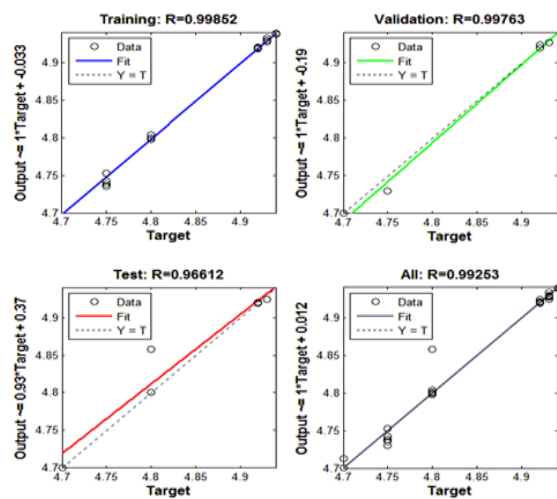 Training: R=0.99852
Output ~= 1*Target + -0.033
Data
Fit
Y = T
4.9
4.85
4.8
4.75
4.7
4.7 4.75 4.8 4.85 4.9
Target
Validation: R=0.99763
Output ~= 1*Target + -0.19
Data
Fit
Y = T
4.9
4.85
4.8
4.75
4.7
4.7 4.75 4.8 4.85 4.9
Target
Test: R=0.96612
Output ~= 0.93*Target + 0.37
Data
Fit
Y = T
4.9
4.85
4.8
4.75
4.7
4.7 4.75 4.8 4.85 4.9
Target
All: R=0.99253
Output ~= 1*Target + 0.012
Data
Fit
Y = T
4.9
4.85
4.8
4.75
4.7
4.7 4.75 4.8 4.85 4.9
Target